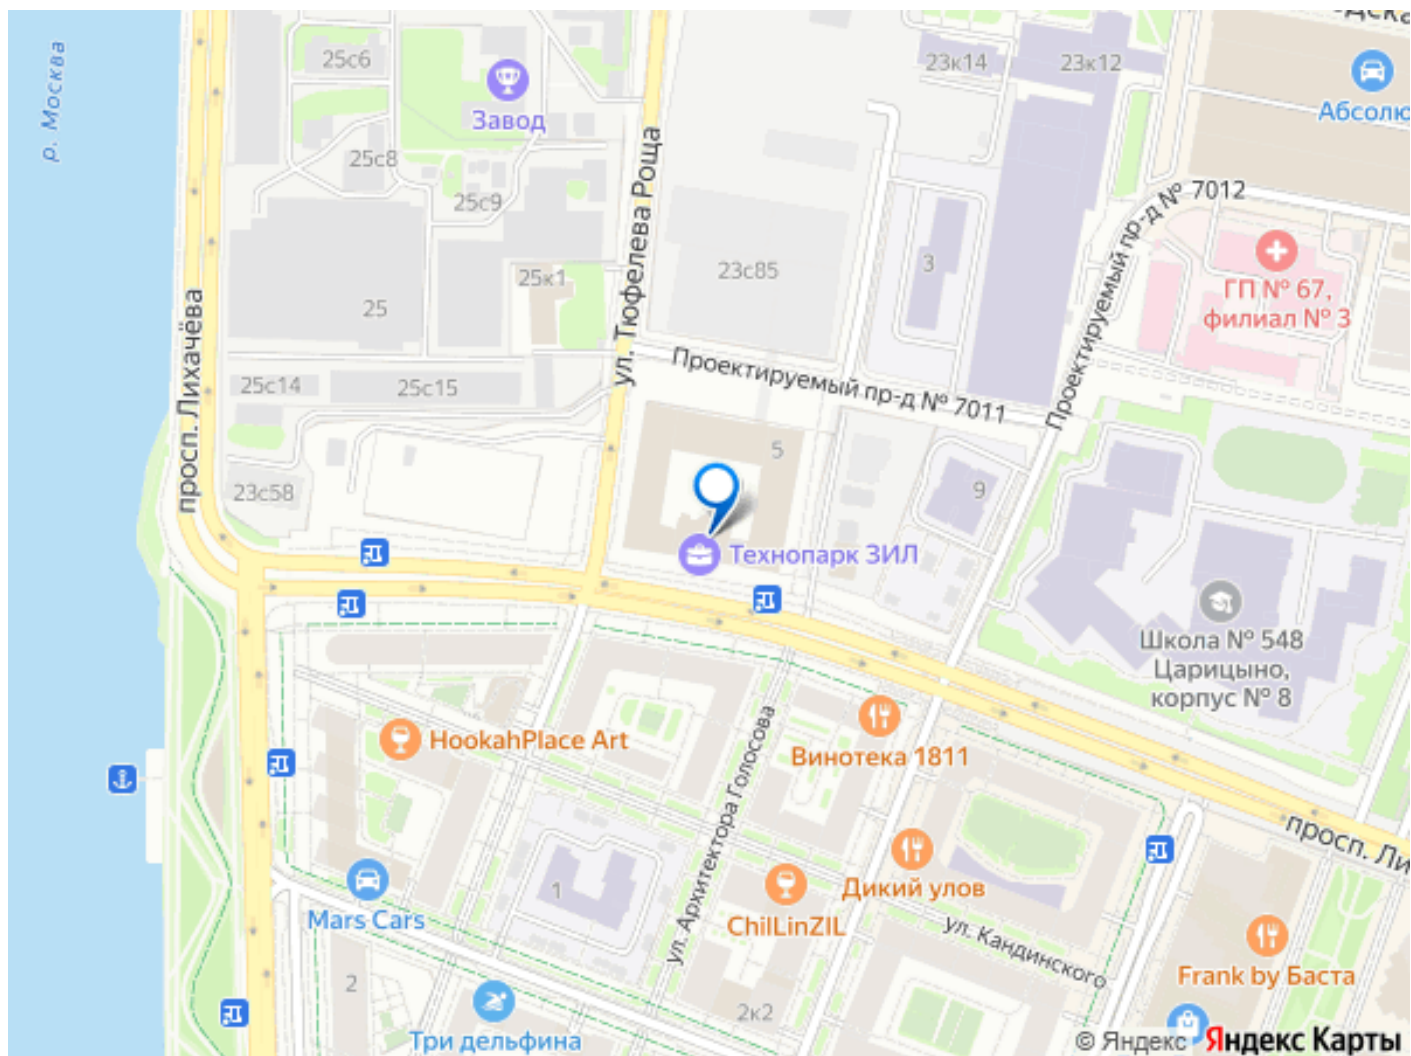 р. Москва
25с6
Завод
25с8
25с9
25к1
25
25с14
25с15
23с58
просп. Лихачёва
ул. Тюфелева Роща
23к14
23к12
Абсолю
3
23с85
Проектируемый пр-д № 7012
ГП № 67,
филиал № 3
Проектируемый пр-д № 7011
5
9
Технопарк ЗИЛ
Школа № 548
Царицыно,
корпус № 8
HookahPlace Art
Винотека 1811
ул. Архитектора Голосова
просп. Ли
Дикий улов
1
Mars Cars
ChilLinZIL
ул. Кандинского
Frank by Баста
2
2к2
Три дельфина
© Яндекс
Яндекс Карты